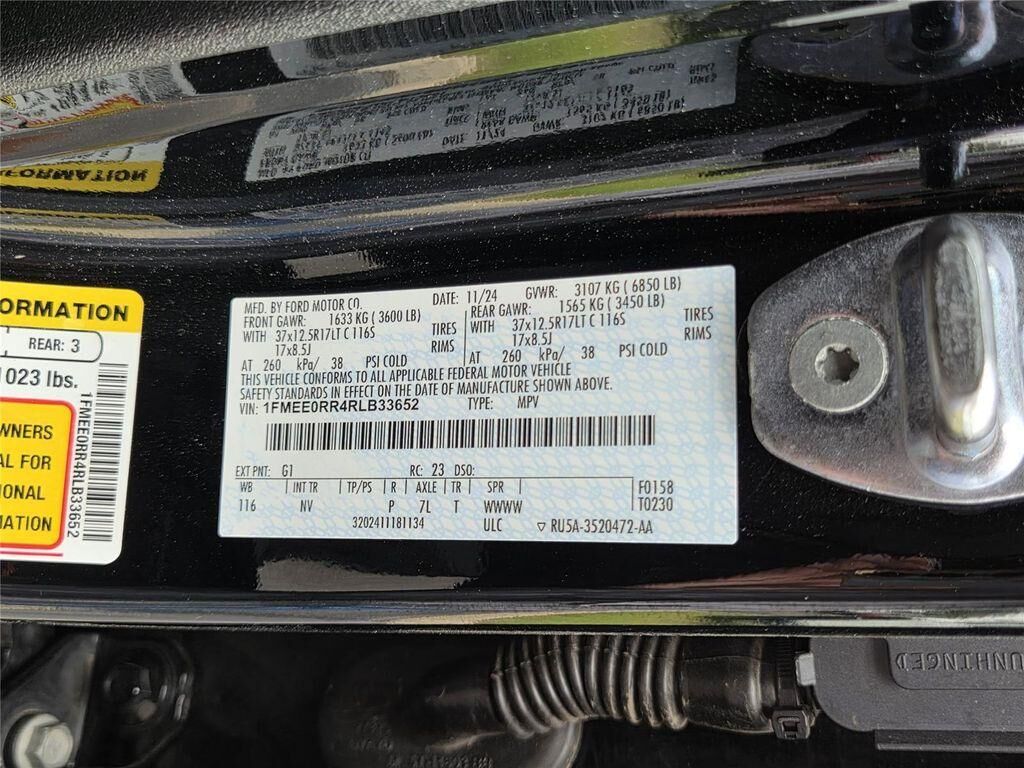 ORMATION
REAR: 3
1023 lbs.
WNERS
AL FOR
IONAL
MATION
1FMEE0RR4RLB33652
MFD. BY FORD MOTOR CO. DATE: 11/24 GVWR: 3107 KG ( 6850 LB)
FRONT GAWR: 1633 KG ( 3600 LB) REAR GAWR: 1565 KG ( 3450 LB)
WITH 37x12.5R17LT C 116S TIRES WITH 37x12.5R17LT C 116S TIRES
17x8.5J RIMS 17x8.5J RIMS
AT 260 kPa/ 38 PSI COLD AT 260 kPa/ 38 PSI COLD
THIS VEHICLE CONFORMS TO ALL APPLICABLE FEDERAL MOTOR VEHICLE
SAFETY STANDARDS IN EFFECT ON THE DATE OF MANUFACTURE SHOWN ABOVE.
VIN: 1FMEE0RR4RLB33652 TYPE: MPV
EXT PNT: G1 RC: 23 DSO:
WB INT TR TP/PS R AXLE TR SPR F0158
116 NV P 7L T WWWW T0230
3202411181134 ULC RU5A-3520472-AA
UNHINGED